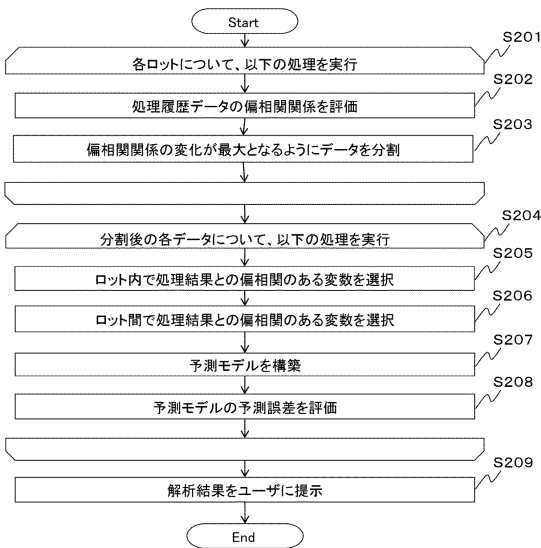 Start
S201
各ロットについて、以下の処理を実行
S202
処理履歴データの偏相関関係を評価
S203
偏相関関係の変化が最大となるようにデータを分割
S204
分割後の各データについて、以下の処理を実行
S205
ロット内で処理結果との偏相関のある変数を選択
S206
ロット間で処理結果との偏相関のある変数を選択
S207
予測モデルを構築
S208
予測モデルの予測誤差を評価
S209
解析結果をユーザに提示
End